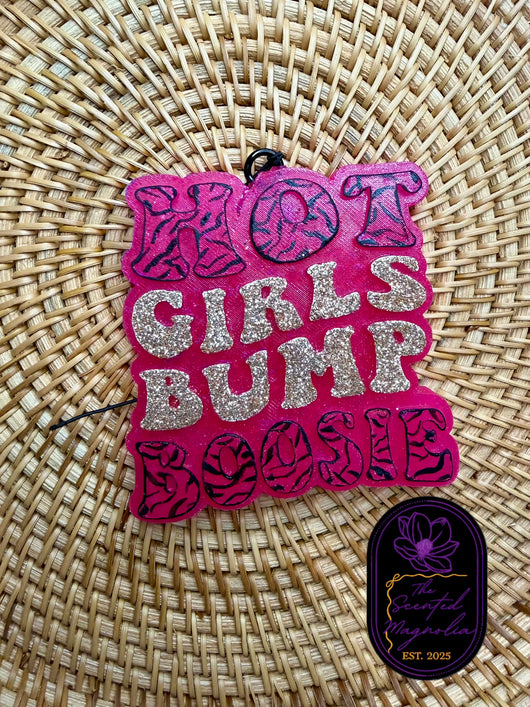 HOT
GIRLS
BUMP
BOOSIE
The
Scented
Magnolia
EST. 2025